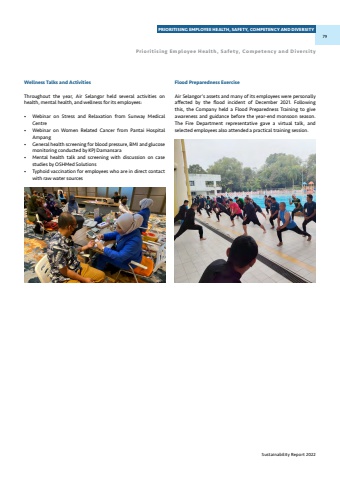 PRIORITISING EMPLOYEE HEALTH, SAFETY, COMPETENCY AND DIVERSITY
79
Prioritising Employee Health, Safety, Competency and Diversity
Wellness Talks and Activities
Throughout the year, Air Selangor held several activities on
health, mental health, and wellness for its employees:
• Webinar on Stress and Relaxation from Sunway Medical
Centre
• Webinar on Women Related Cancer from Pantai Hospital
Ampang
• General health screening for blood pressure, BMI and glucose
monitoring conducted by KPJ Damansara
• Mental health talk and screening with discussion on case
studies by OSHMed Solutions
• Typhoid vaccination for employees who are in direct contact
with raw water sources
Flood Preparedness Exercise
Air Selangor's assets and many of its employees were personally
affected by the flood incident of December 2021. Following
this, the Company held a Flood Preparedness Training to give
awareness and guidance before the year-end monsoon season.
The Fire Department representative gave a virtual talk, and
selected employees also attended a practical training session.
Sustainability Report 2022